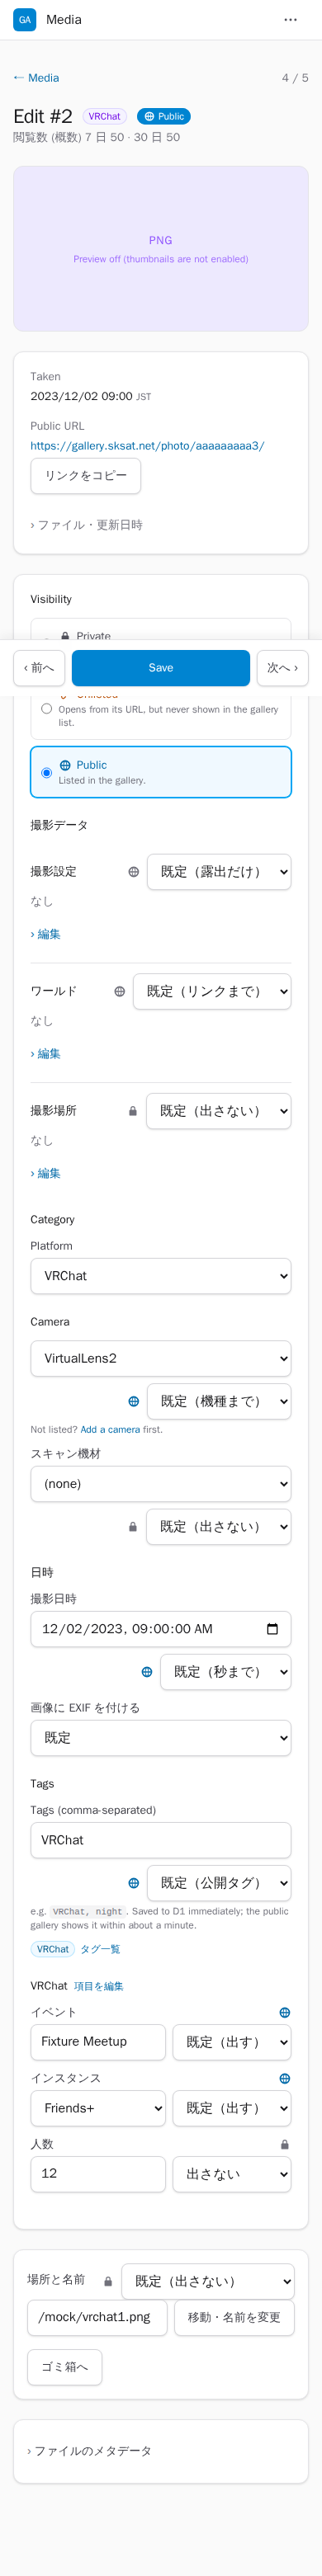 GA Media ···
← Media 4 / 5
Edit #2 VRChat Public
閲覧数 (概数) 7 日 50 · 30 日 50
PNG
Preview off (thumbnails are not enabled)
Taken
2023/12/02 09:00 JST
Public URL
https://gallery.sksat.net/photo/aaaaaaaaa3/
リンクをコピー
› ファイル・更新日時
Visibility
Private
‹ 前へ Save 次へ ›
Unlisted
Opens from its URL, but never shown in the gallery
list.
Public
Listed in the gallery.
撮影データ
撮影設定 既定（露出だけ）
なし
› 編集
ワールド 既定（リンクまで）
なし
› 編集
撮影場所 既定（出さない）
なし
› 編集
Category
Platform
VRChat
Camera
VirtualLens2
既定（機種まで）
Not listed? Add a camera first.
スキャン機材
(none)
既定（出さない）
日時
撮影日時
12/02/2023, 09:00:00 AM
既定（秒まで）
画像に EXIF を付ける
既定
Tags
Tags (comma-separated)
VRChat
既定（公開タグ）
e.g. VRChat, night . Saved to D1 immediately; the public
gallery shows it within about a minute.
VRChat タグ一覧
VRChat 項目を編集
イベント
Fixture Meetup 既定（出す）
インスタンス
Friends+ 既定（出す）
人数
12 出さない
場所と名前 既定（出さない）
/mock/vrchat1.png 移動・名前を変更
ゴミ箱へ
› ファイルのメタデータ